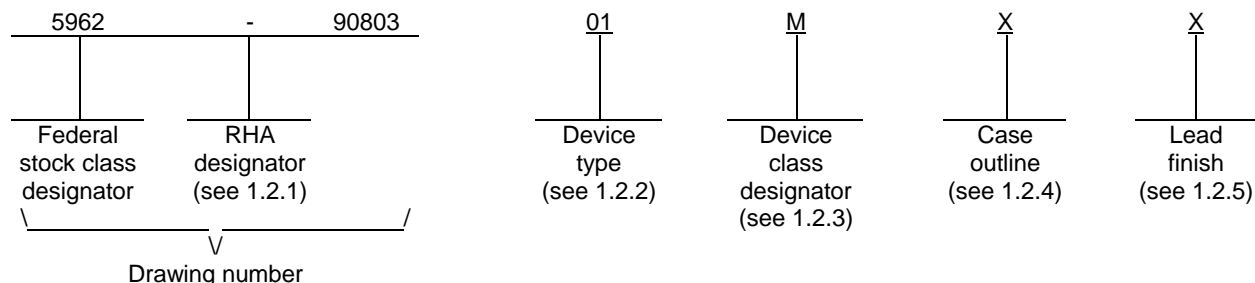 5962 - 90803 01 M X X
Federal stock class designator
RHA designator (see 1.2.1)
Device type (see 1.2.2)
Device class designator (see 1.2.3)
Case outline (see 1.2.4)
Lead finish (see 1.2.5)
Drawing number